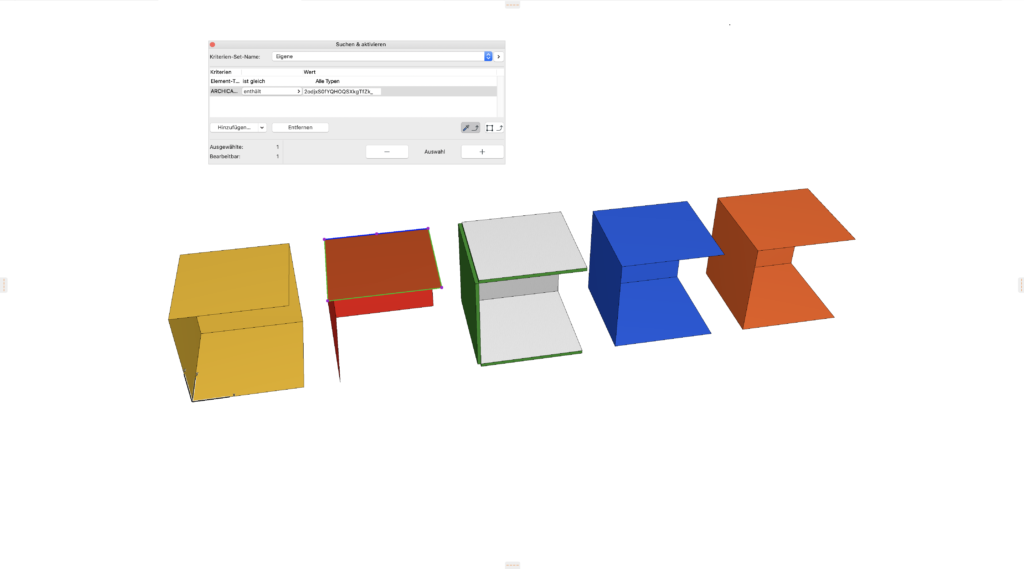 Suchen & aktivieren
Kriterien-Set-Name: Eigene
Kriterien Wert
Element-T... ist gleich Alle Typen
ARCHICA... enthält
Hinzufügen... Entfernen
Ausgewählte: 1
Bearbeitbar: 1
— Auswahl +